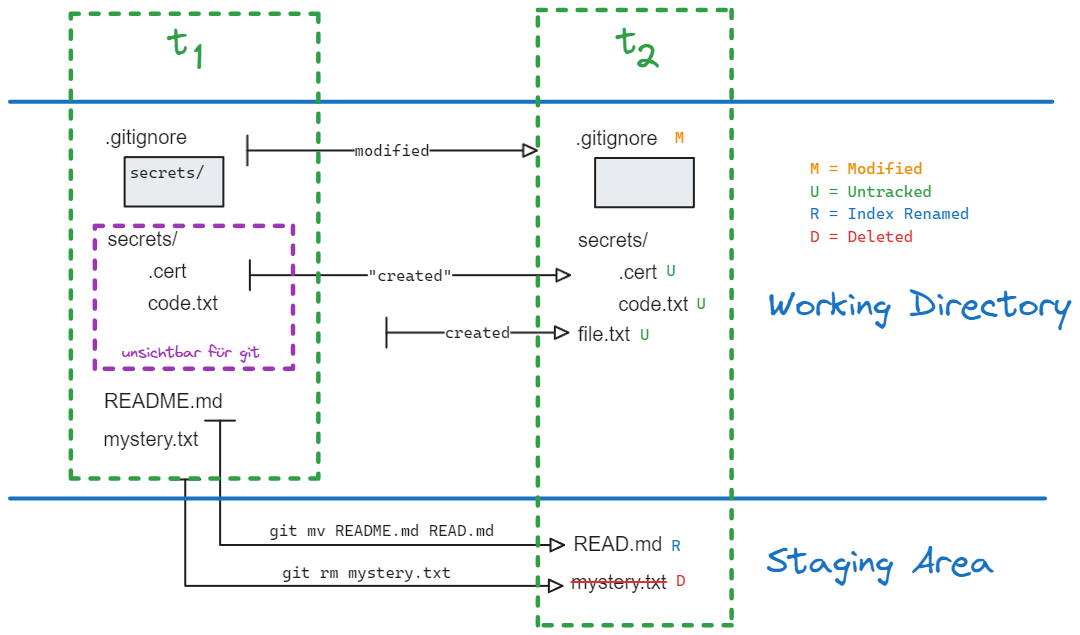 t1
t2
.gitignore
modified
.gitignore M
secrets/
M = Modified
U = Untracked
R = Index Renamed
D = Deleted
secrets/
secrets/
.cert
"created"
.cert U
code.txt
code.txt U
Working Directory
created
file.txt U
unsichtbar für git
README.md
mystery.txt
git mv README.md READ.md
READ.md R
git rm mystery.txt
mystery.txt D
Staging Area